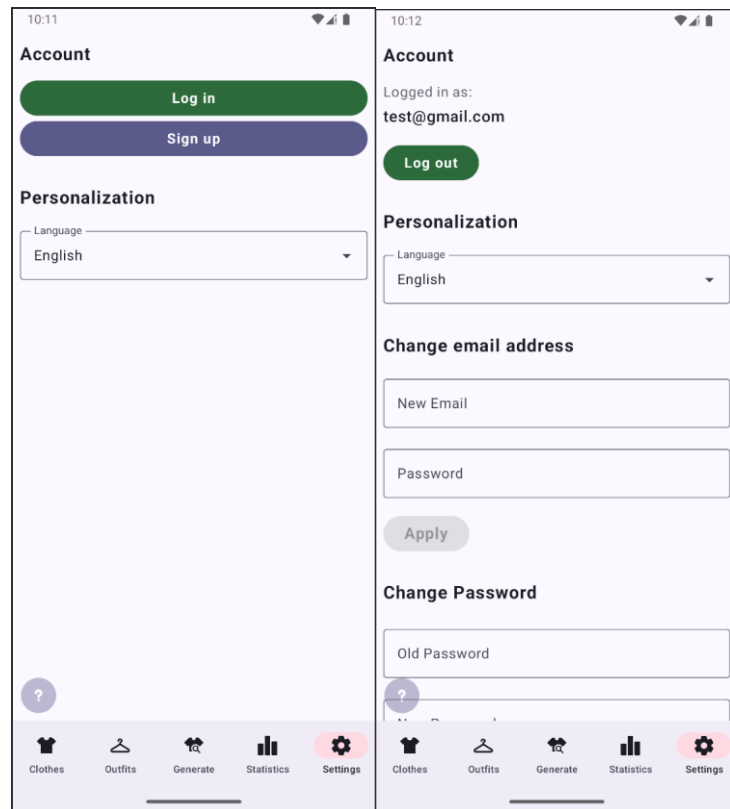 10:11
Account
Log in
Sign up
Personalization
Language
English
?
Clothes
Outfits
Generate
Statistics
Settings
10:12
Account
Logged in as:
test@gmail.com
Log out
Personalization
Language
English
Change email address
New Email
Password
Apply
Change Password
Old Password
?
Clothes
Outfits
Generate
Statistics
Settings